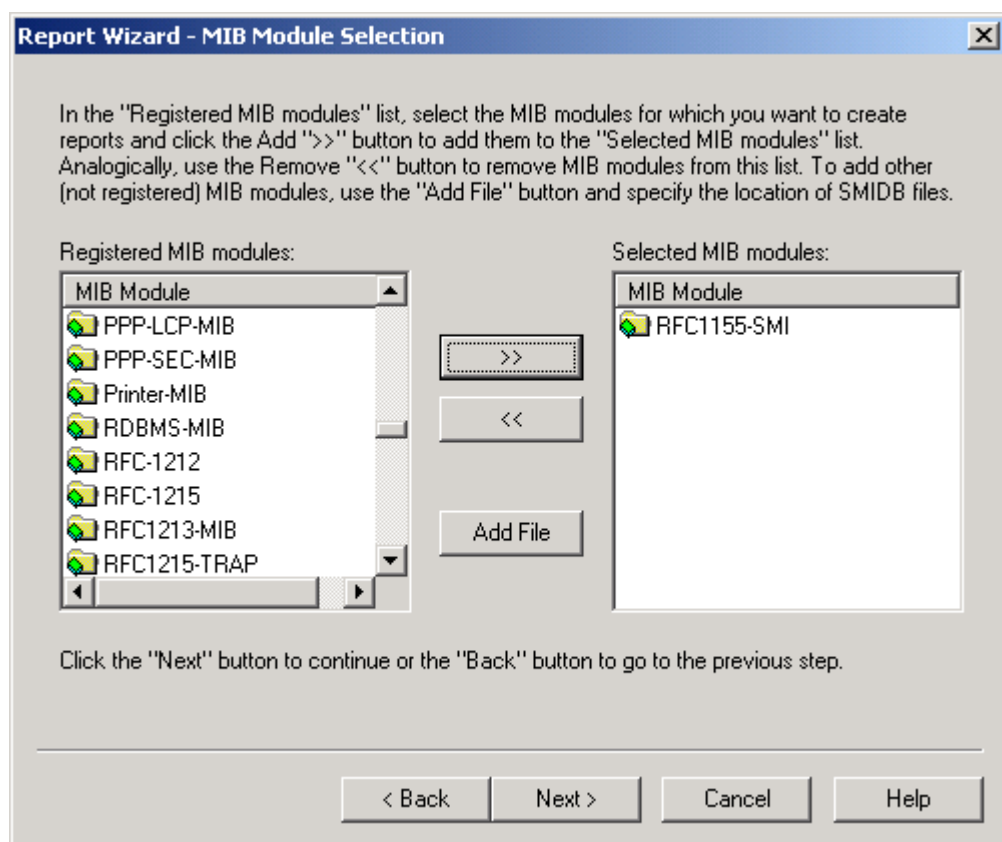 Report Wizard - MIB Module Selection
In the "Registered MIB modules" list, select the MIB modules for which you want to create
reports and click the Add ">>" button to add them to the "Selected MIB modules" list.
Analogically, use the Remove "<<" button to remove MIB modules from this list. To add other
(not registered) MIB modules, use the "Add File" button and specify the location of SMIDB files.
Registered MIB modules:
MIB Module
PPP-LCP-MIB
PPP-SEC-MIB
Printer-MIB
RDBMS-MIB
RFC-1212
RFC-1215
RFC1213-MIB
RFC1215-TRAP
>>
<<
Add File
Selected MIB modules:
MIB Module
RFC1155-SMI
Click the "Next" button to continue or the "Back" button to go to the previous step.
< Back
Next >
Cancel
Help